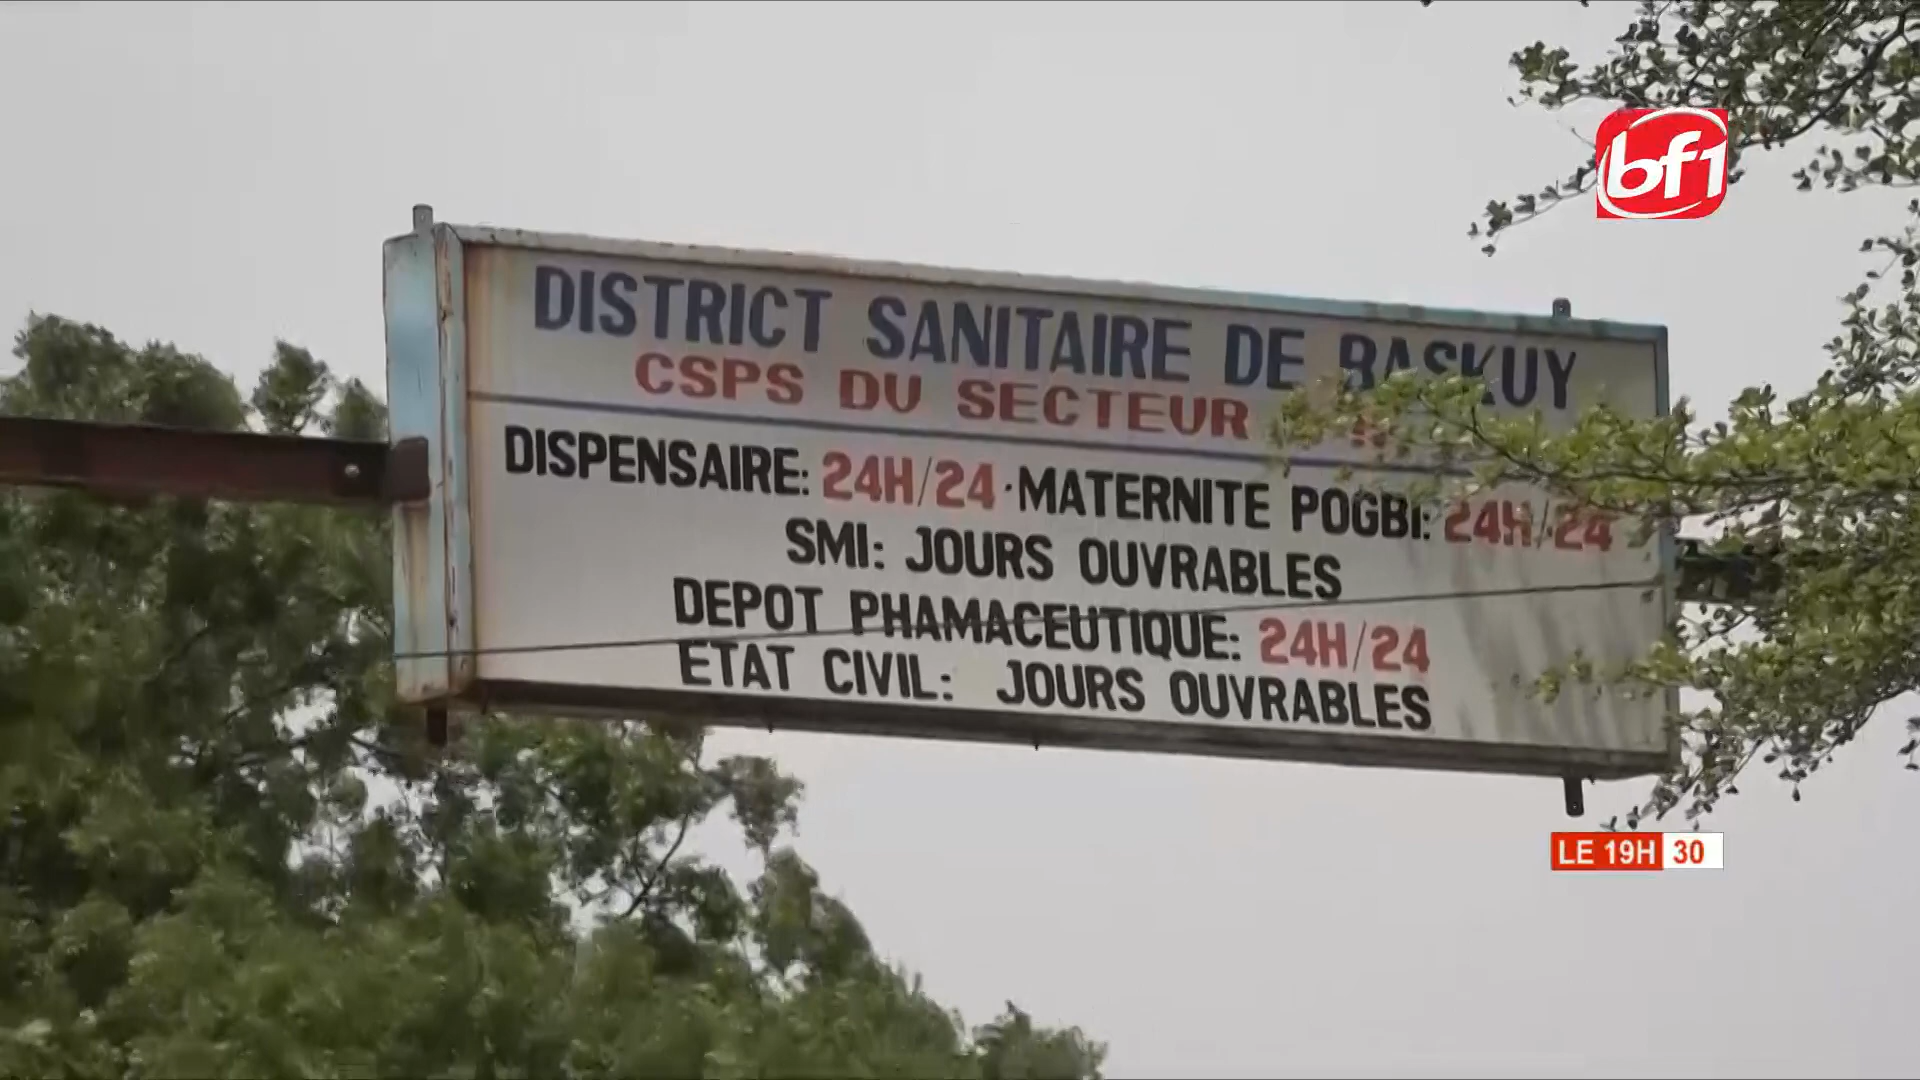 bf1
DISTRICT SANITAIRE DE BASKUY
CSPS DU SECTEUR
DISPENSAIRE: 24H/24 · MATERNITE POGBI: 24H/24
SMI: JOURS OUVRABLES
DEPOT PHAMACEUTIQUE: 24H/24
ETAT CIVIL: JOURS OUVRABLES
LE 19H 30